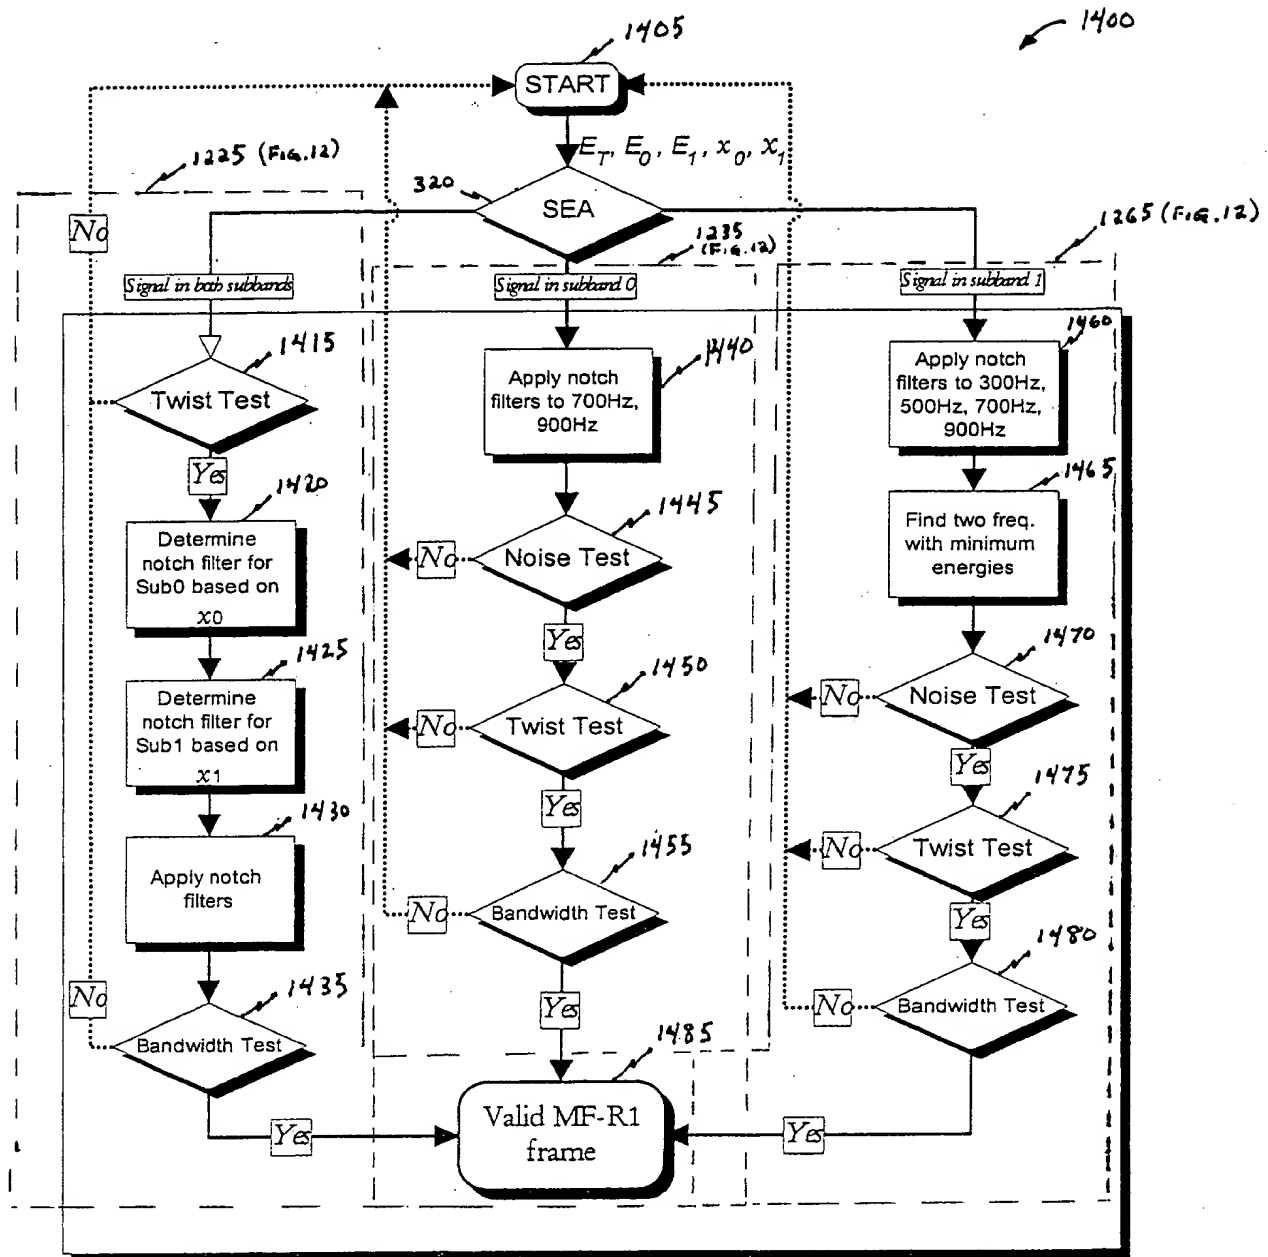 1400
1405
START
E_T, E_0, E_1, x_0, x_1
1225 (FIG.12)
320
SEA
1235 (FIG.12)
1265 (FIG.12)
No
Signal in both subbands
Signal in subband 0
Signal in subband 1
1415
Twist Test
Yes
1420
Determine
notch filter for
Sub0 based on
x0
1425
Determine
notch filter for
Sub1 based on
x1
1430
Apply notch
filters
No
1435
Bandwidth Test
Yes
1440
Apply notch
filters to 700Hz,
900Hz
1445
Noise Test
No
Yes
1450
Twist Test
No
Yes
1455
Bandwidth Test
No
Yes
1460
Apply notch
filters to 300Hz,
500Hz, 700Hz,
900Hz
1465
Find two freq.
with minimum
energies
1470
Noise Test
No
Yes
1475
Twist Test
No
Yes
1480
Bandwidth Test
No
Yes
1485
Valid MF-R1
frame